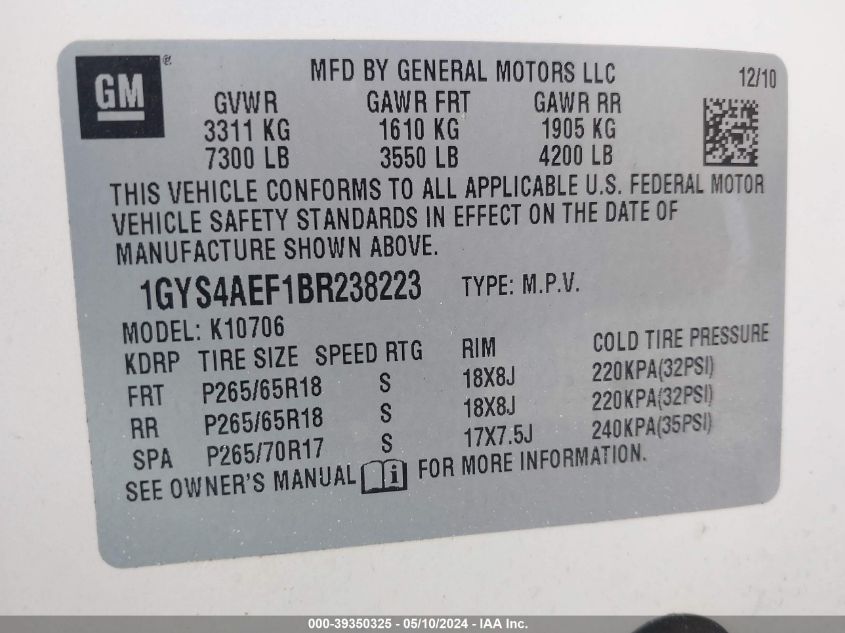 GM®
MFD BY GENERAL MOTORS LLC 12/10
GVWR GAWR FRT GAWR RR
3311 KG 1610 KG 1905 KG
7300 LB 3550 LB 4200 LB
THIS VEHICLE CONFORMS TO ALL APPLICABLE U.S. FEDERAL MOTOR
VEHICLE SAFETY STANDARDS IN EFFECT ON THE DATE OF
MANUFACTURE SHOWN ABOVE.
1GYS4AEF1BR238223 TYPE: M.P.V.
MODEL: K10706
KDRP TIRE SIZE SPEED RTG RIM COLD TIRE PRESSURE
FRT P265/65R18 S 18X8J 220KPA(32PSI)
RR P265/65R18 S 18X8J 220KPA(32PSI)
SPA P265/70R17 S 17X7.5J 240KPA(35PSI)
SEE OWNER'S MANUAL i FOR MORE INFORMATION.
000-39350325 - 05/10/2024 - IAA Inc.